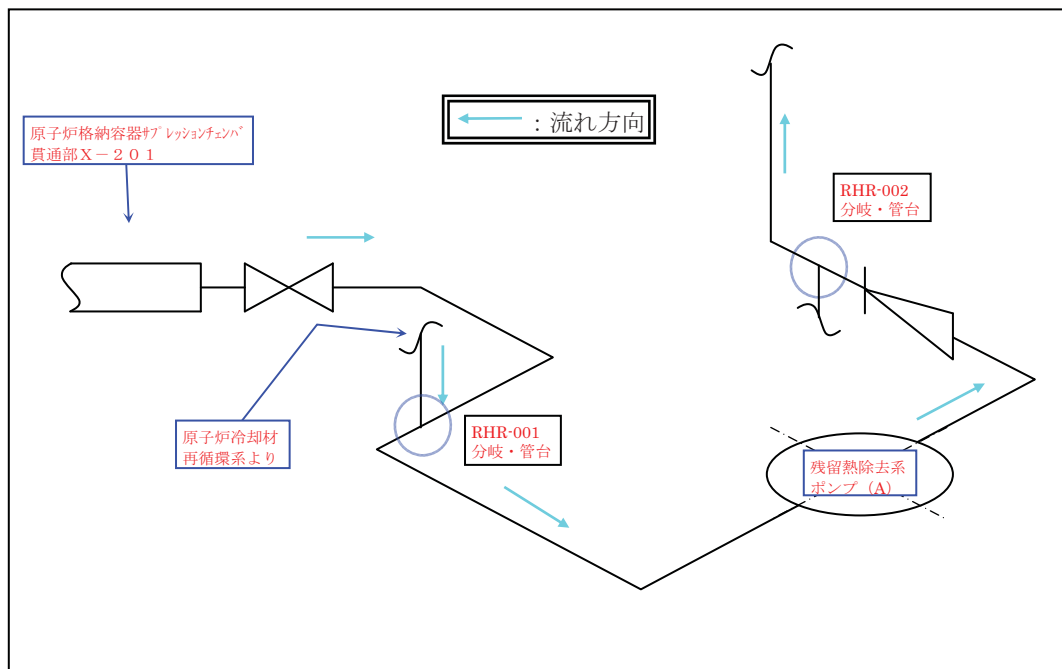 原子炉格納容器ｻﾌﾟﾚｯｼｮﾝﾁｪﾝﾊﾞ
貫通部Ｘ－２０１
：流れ方向
RHR-002
分岐・管台
原子炉冷却材
再循環系より
RHR-001
分岐・管台
残留熱除去系
ポンプ（A）